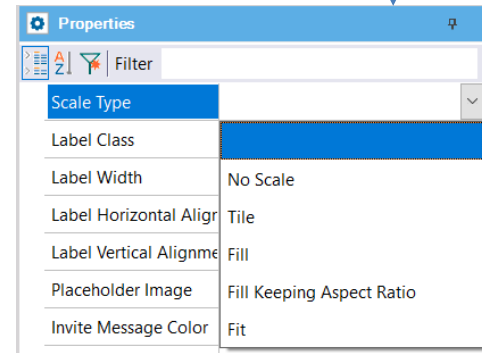 Properties
Filter
Scale Type
Label Class
Label Width
No Scale
Label Horizontal Alignr
Tile
Label Vertical Alignme
Fill
Placeholder Image
Fill Keeping Aspect Ratio
Invite Message Color
Fit